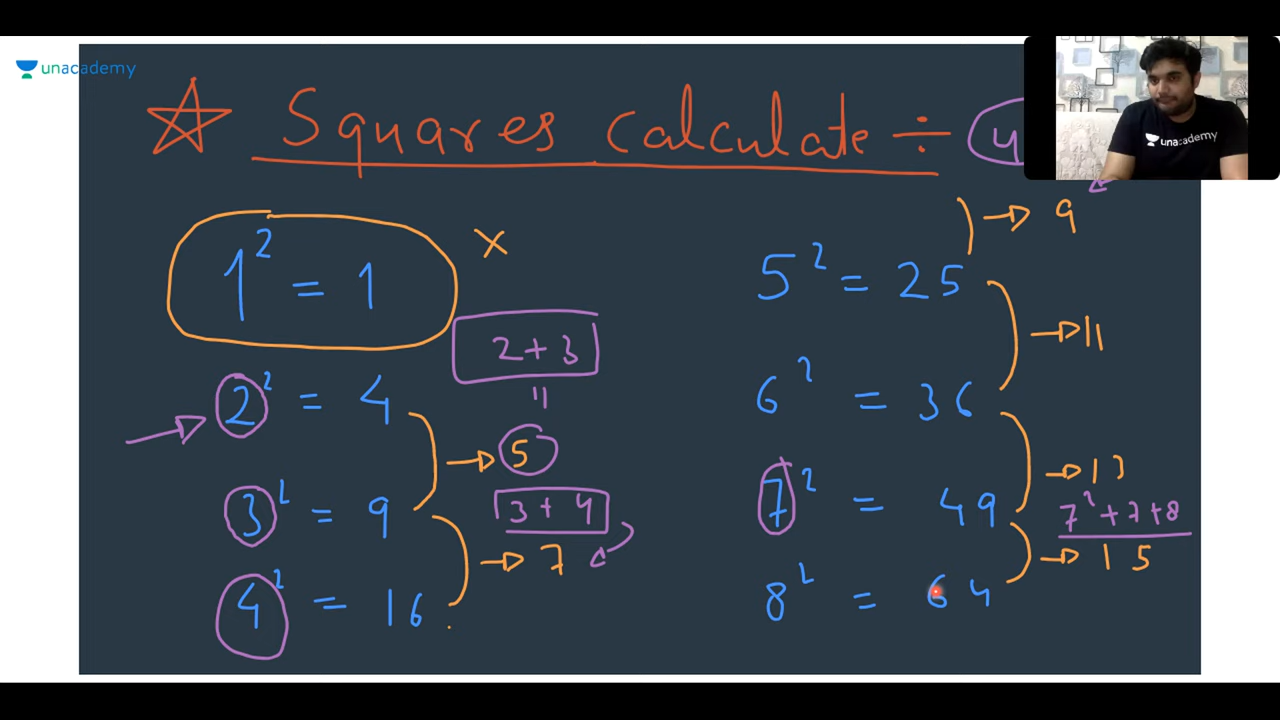 unacademy
☆ Squares calculate ÷ 4
unacademy
1² = 1 ×
2 + 3
=
2² = 4
→ 5
3² = 9
3 + 4
→ 7
4² = 16
→ 9
5² = 25
→ 11
6² = 36
→ 13
7² = 49
7² + 7 + 8
→ 15
8² = 64